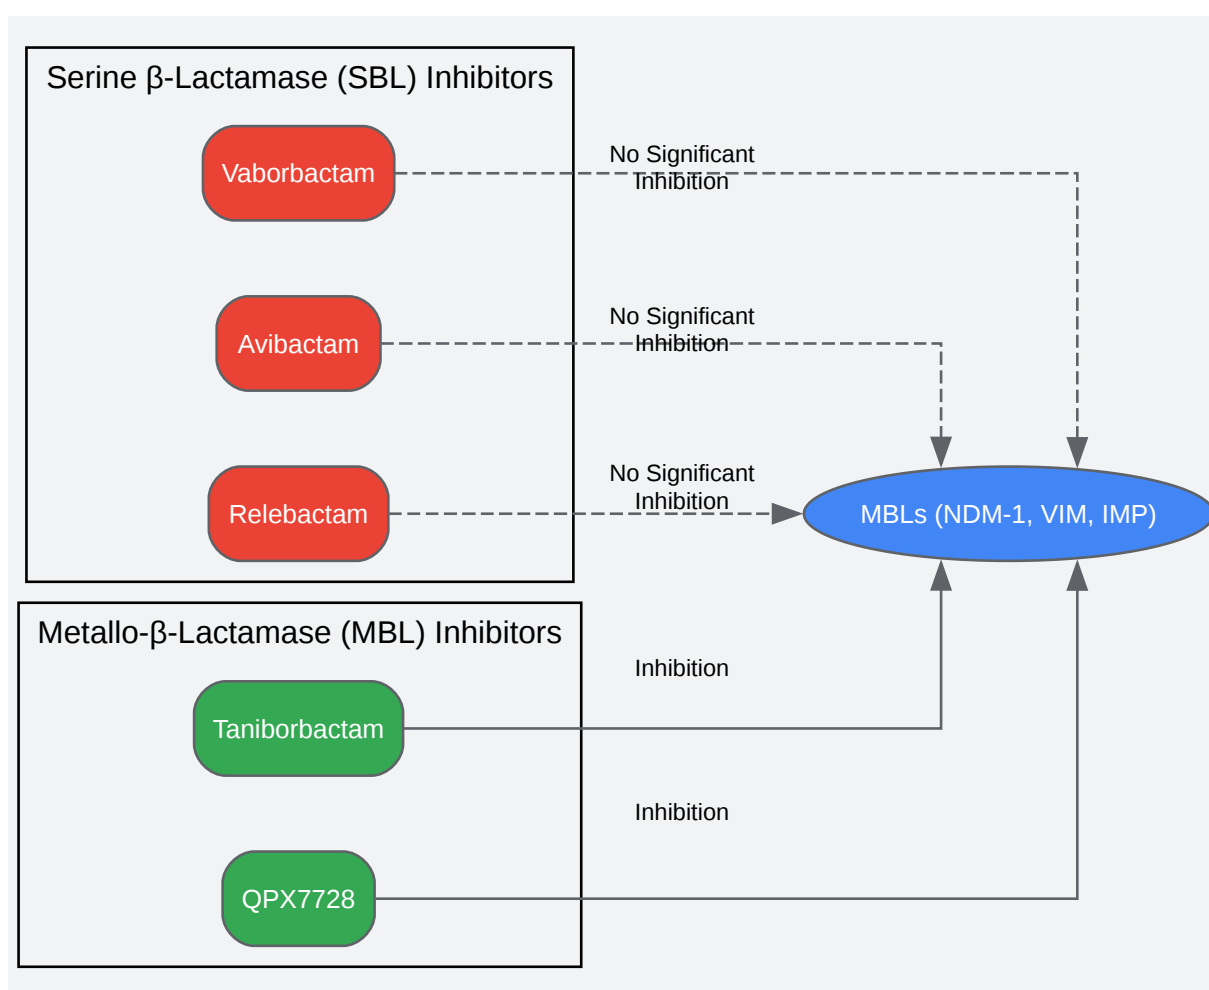 Serine β-Lactamase (SBL) Inhibitors
Vaborbactam
No Significant
Inhibition
Avibactam
No Significant
Inhibition
Relebactam
No Significant
Inhibition
MBLs (NDM-1, VIM, IMP)
Metallo-β-Lactamase (MBL) Inhibitors
Taniborbactam
Inhibition
QPX7728
Inhibition